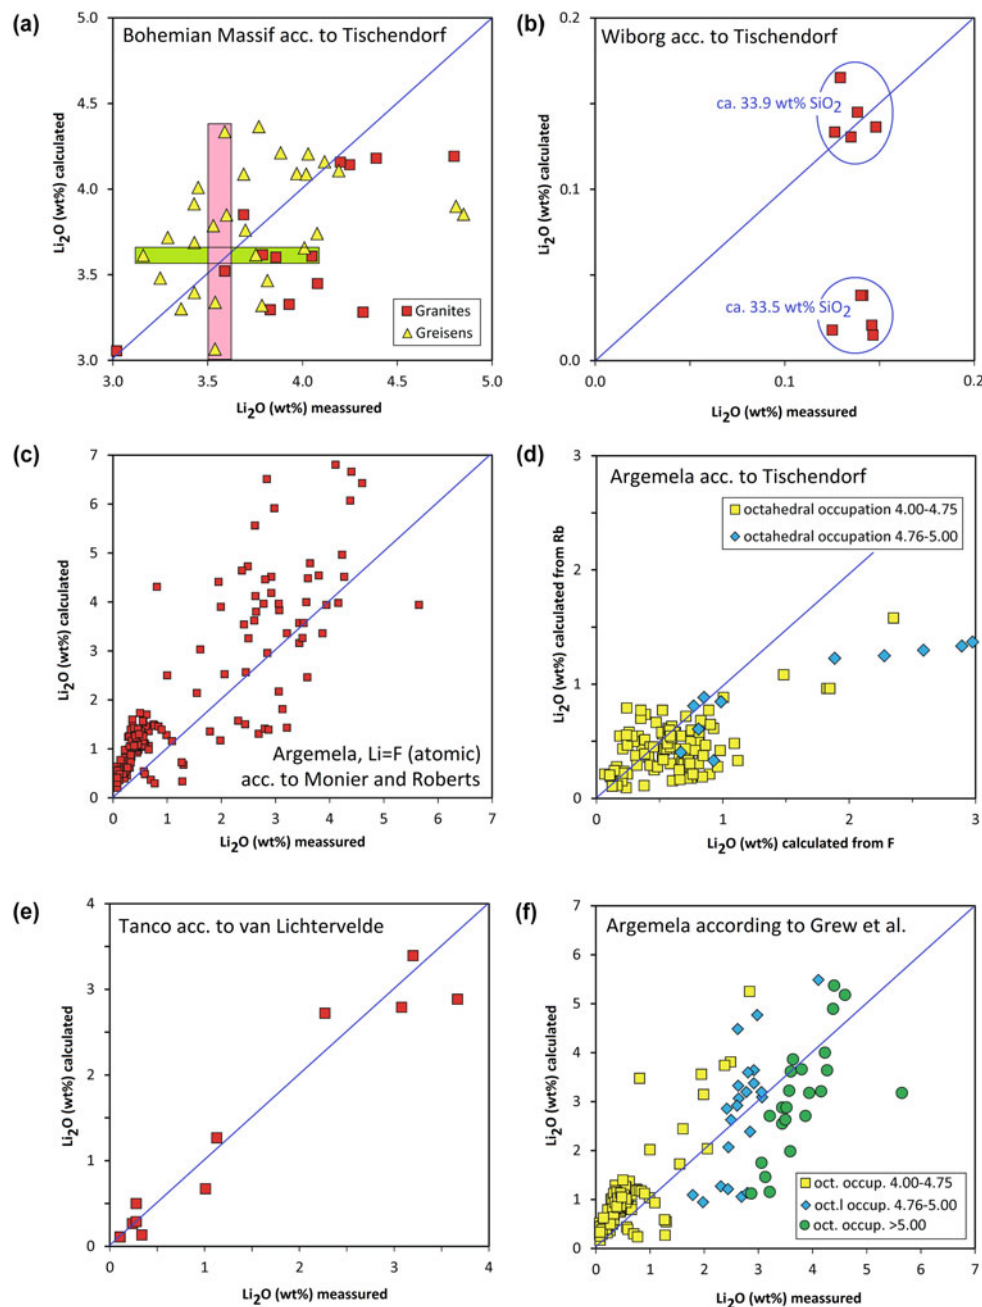 (a)
Bohemian Massif acc. to Tischendorf
5.0
4.5
4.0
3.5
3.0
Li2O (wt%) calculated
Granites
Greisens
3.0 3.5 4.0 4.5 5.0
Li2O (wt%) meassured
(b)
Wiborg acc. to Tischendorf
0.2
0.1
0.0
Li2O (wt%) calculated
ca. 33.9 wt% SiO2
ca. 33.5 wt% SiO2
0.0 0.1 0.2
Li2O (wt%) meassured
(c)
7
6
5
4
3
2
1
0
Li2O (wt%) calculated
Argemela, Li=F (atomic)
acc. to Monier and Roberts
0 1 2 3 4 5 6 7
Li2O (wt%) meassured
(d)
Argemela acc. to Tischendorf
octahedral occupation 4.00-4.75
octahedral occupation 4.76-5.00
3
2
1
0
Li2O (wt%) calculated from Rb
0 1 2 3
Li2O (wt%) calculated from F
(e)
Tanco acc. to van Lichtervelde
4
3
2
1
0
Li2O (wt%) calculated
0 1 2 3 4
Li2O (wt%) meassured
(f)
Argemela according to Grew et al.
7
6
5
4
3
2
1
0
Li2O (wt%) calculated
oct. occup. 4.00-4.75
oct.l occup. 4.76-5.00
oct. occup. >5.00
0 1 2 3 4 5 6 7
Li2O (wt%) meassured